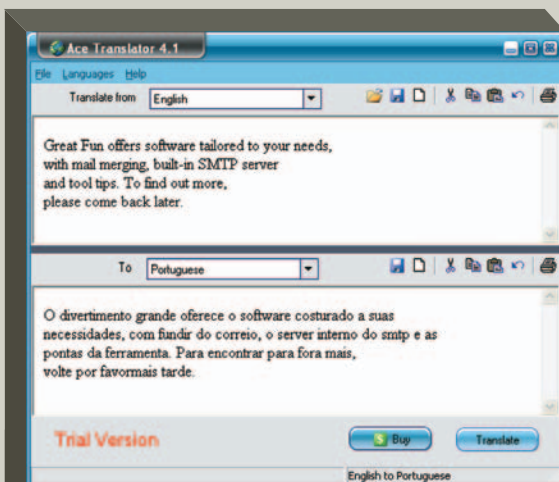 Ace Translator 4.1
File Languages Help
Translate from English
Great Fun offers software tailored to your needs,
with mail merging, built-in SMTP server
and tool tips. To find out more,
please come back later.
To Portuguese
O divertimento grande oferece o software costurado a suas
necessidades, com fundir do correio, o server interno do smtp e as
pontas da ferramenta. Para encontrar para fora mais,
volte por favormais tarde.
Trial Version
$ Buy Translate
English to Portuguese